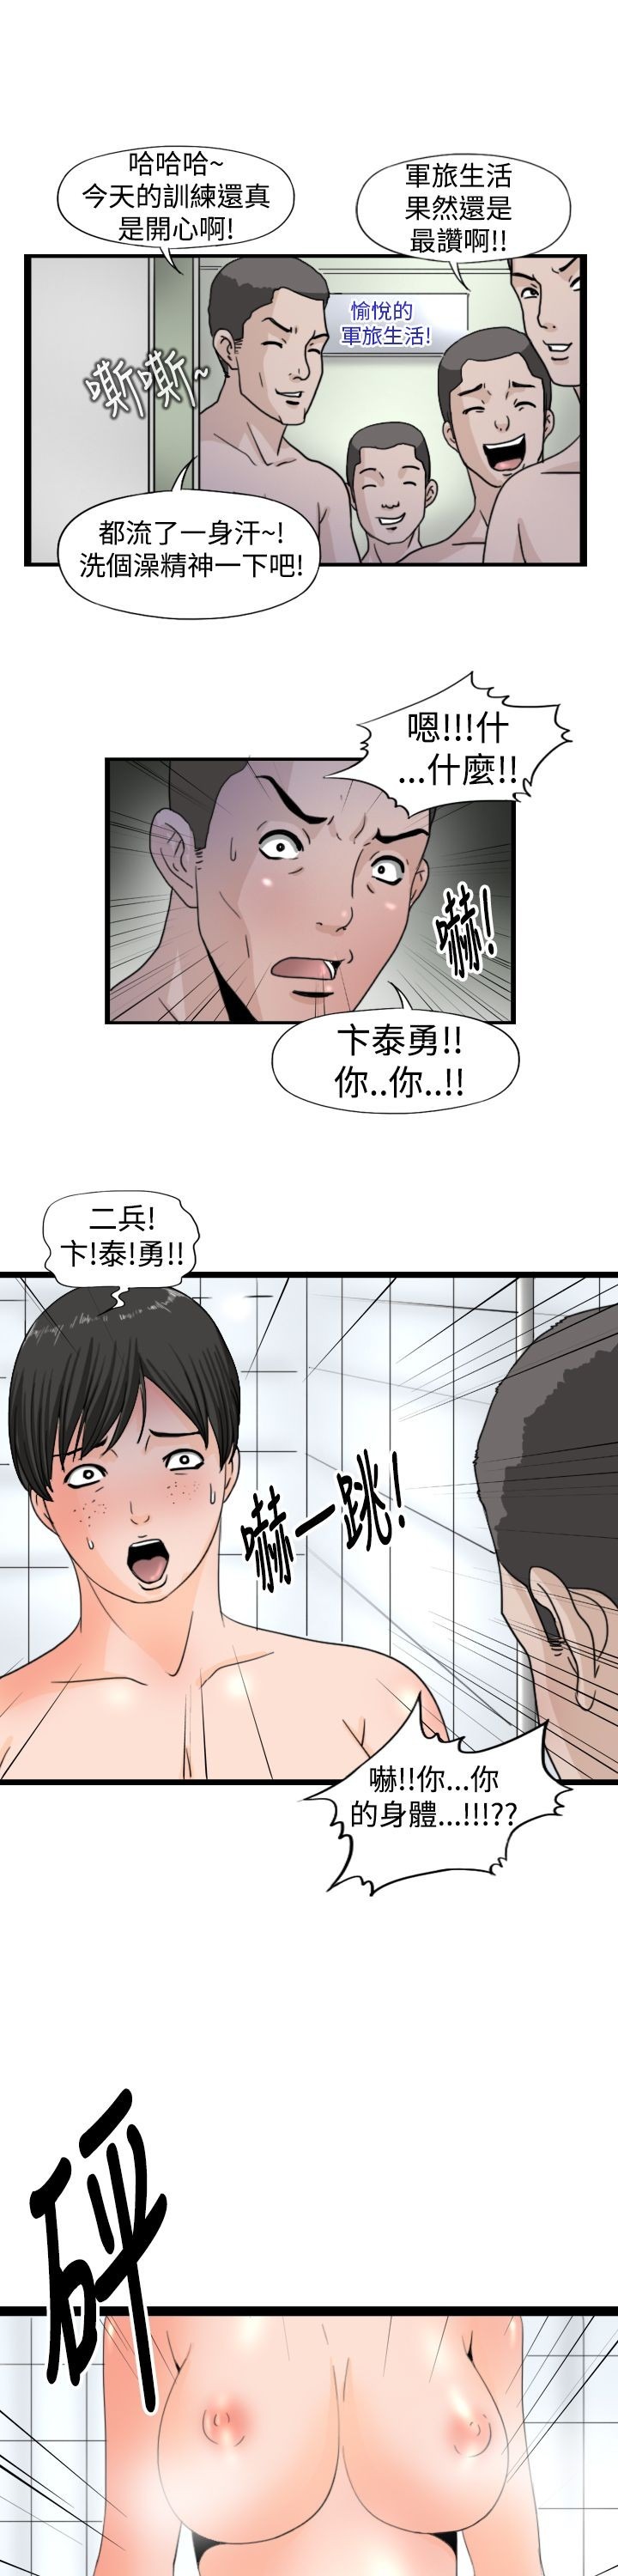 哈哈哈~
今天的訓練還真
是開心啊!
軍旅生活
果然還是
最讚啊!!
愉悅的
軍旅生活!
嘶嘶~
都流了一身汗~!
洗個澡精神一下吧!
嗯!!!什
...什麼!!
嚇!
卞泰勇!!
你..你..!!
二兵!
卞!泰!勇!!
嚇一跳!
嚇!!你...你
的身體...!!!??
砰